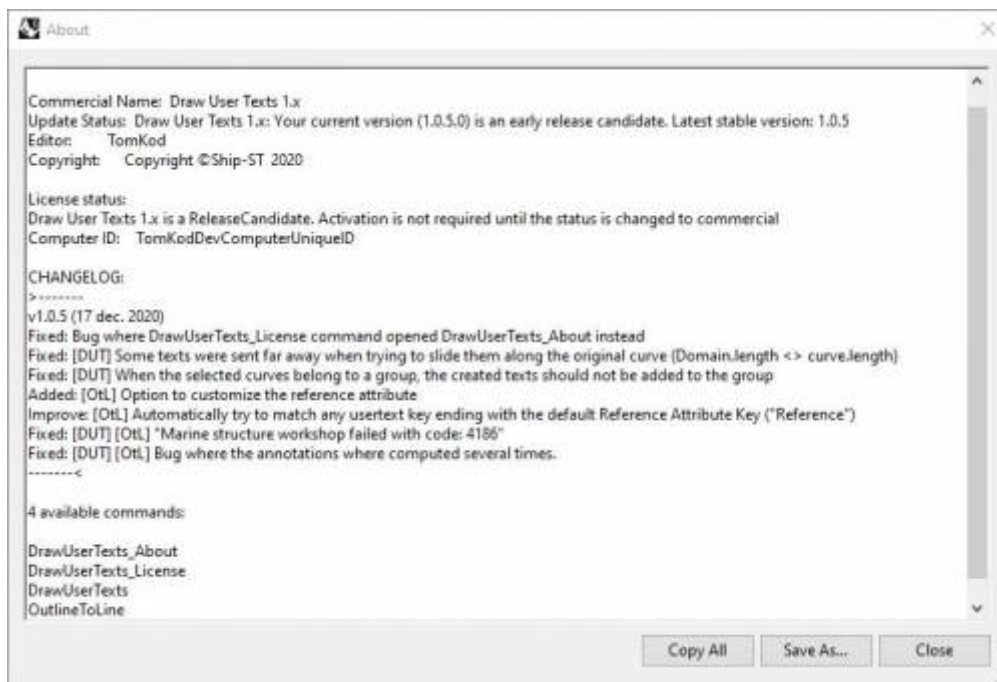 About
Commercial Name: Draw User Texts 1.x
Update Status: Draw User Texts 1.x: Your current version (1.0.5.0) is an early release candidate. Latest stable version: 1.0.5
Editor: TomKod
Copyright: Copyright ©Ship-ST 2020
License status:
Draw User Texts 1.x is a ReleaseCandidate. Activation is not required until the status is changed to commercial
Computer ID: TomKodDevComputerUniqueID
CHANGELOG:
>-------
v1.0.5 (17 dec. 2020)
Fixed: Bug where DrawUserTexts_License command opened DrawUserTexts_About instead
Fixed: [DUT] Some texts were sent far away when trying to slide them along the original curve (Domain.length <> curve.length)
Fixed: [DUT] When the selected curves belong to a group, the created texts should not be added to the group
Added: [OtL] Option to customize the reference attribute
Improve: [OtL] Automatically try to match any usertext key ending with the default Reference Attribute Key ("Reference")
Fixed: [DUT] [OtL] "Marine structure workshop failed with code: 4186"
Fixed: [DUT] [OtL] Bug where the annotations where computed several times.
-------<
4 available commands:
DrawUserTexts_About
DrawUserTexts_License
DrawUserTexts
OutlineToLine
Copy All Save As... Close